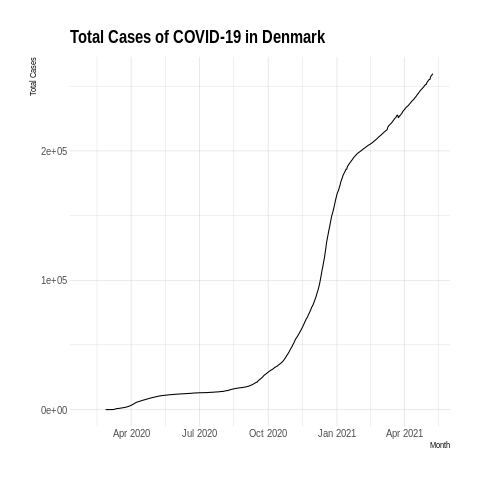 Total Cases of COVID-19 in Denmark
Total Cases
2e+05
1e+05
0e+00
Apr 2020 Jul 2020 Oct 2020 Jan 2021 Apr 2021
Month